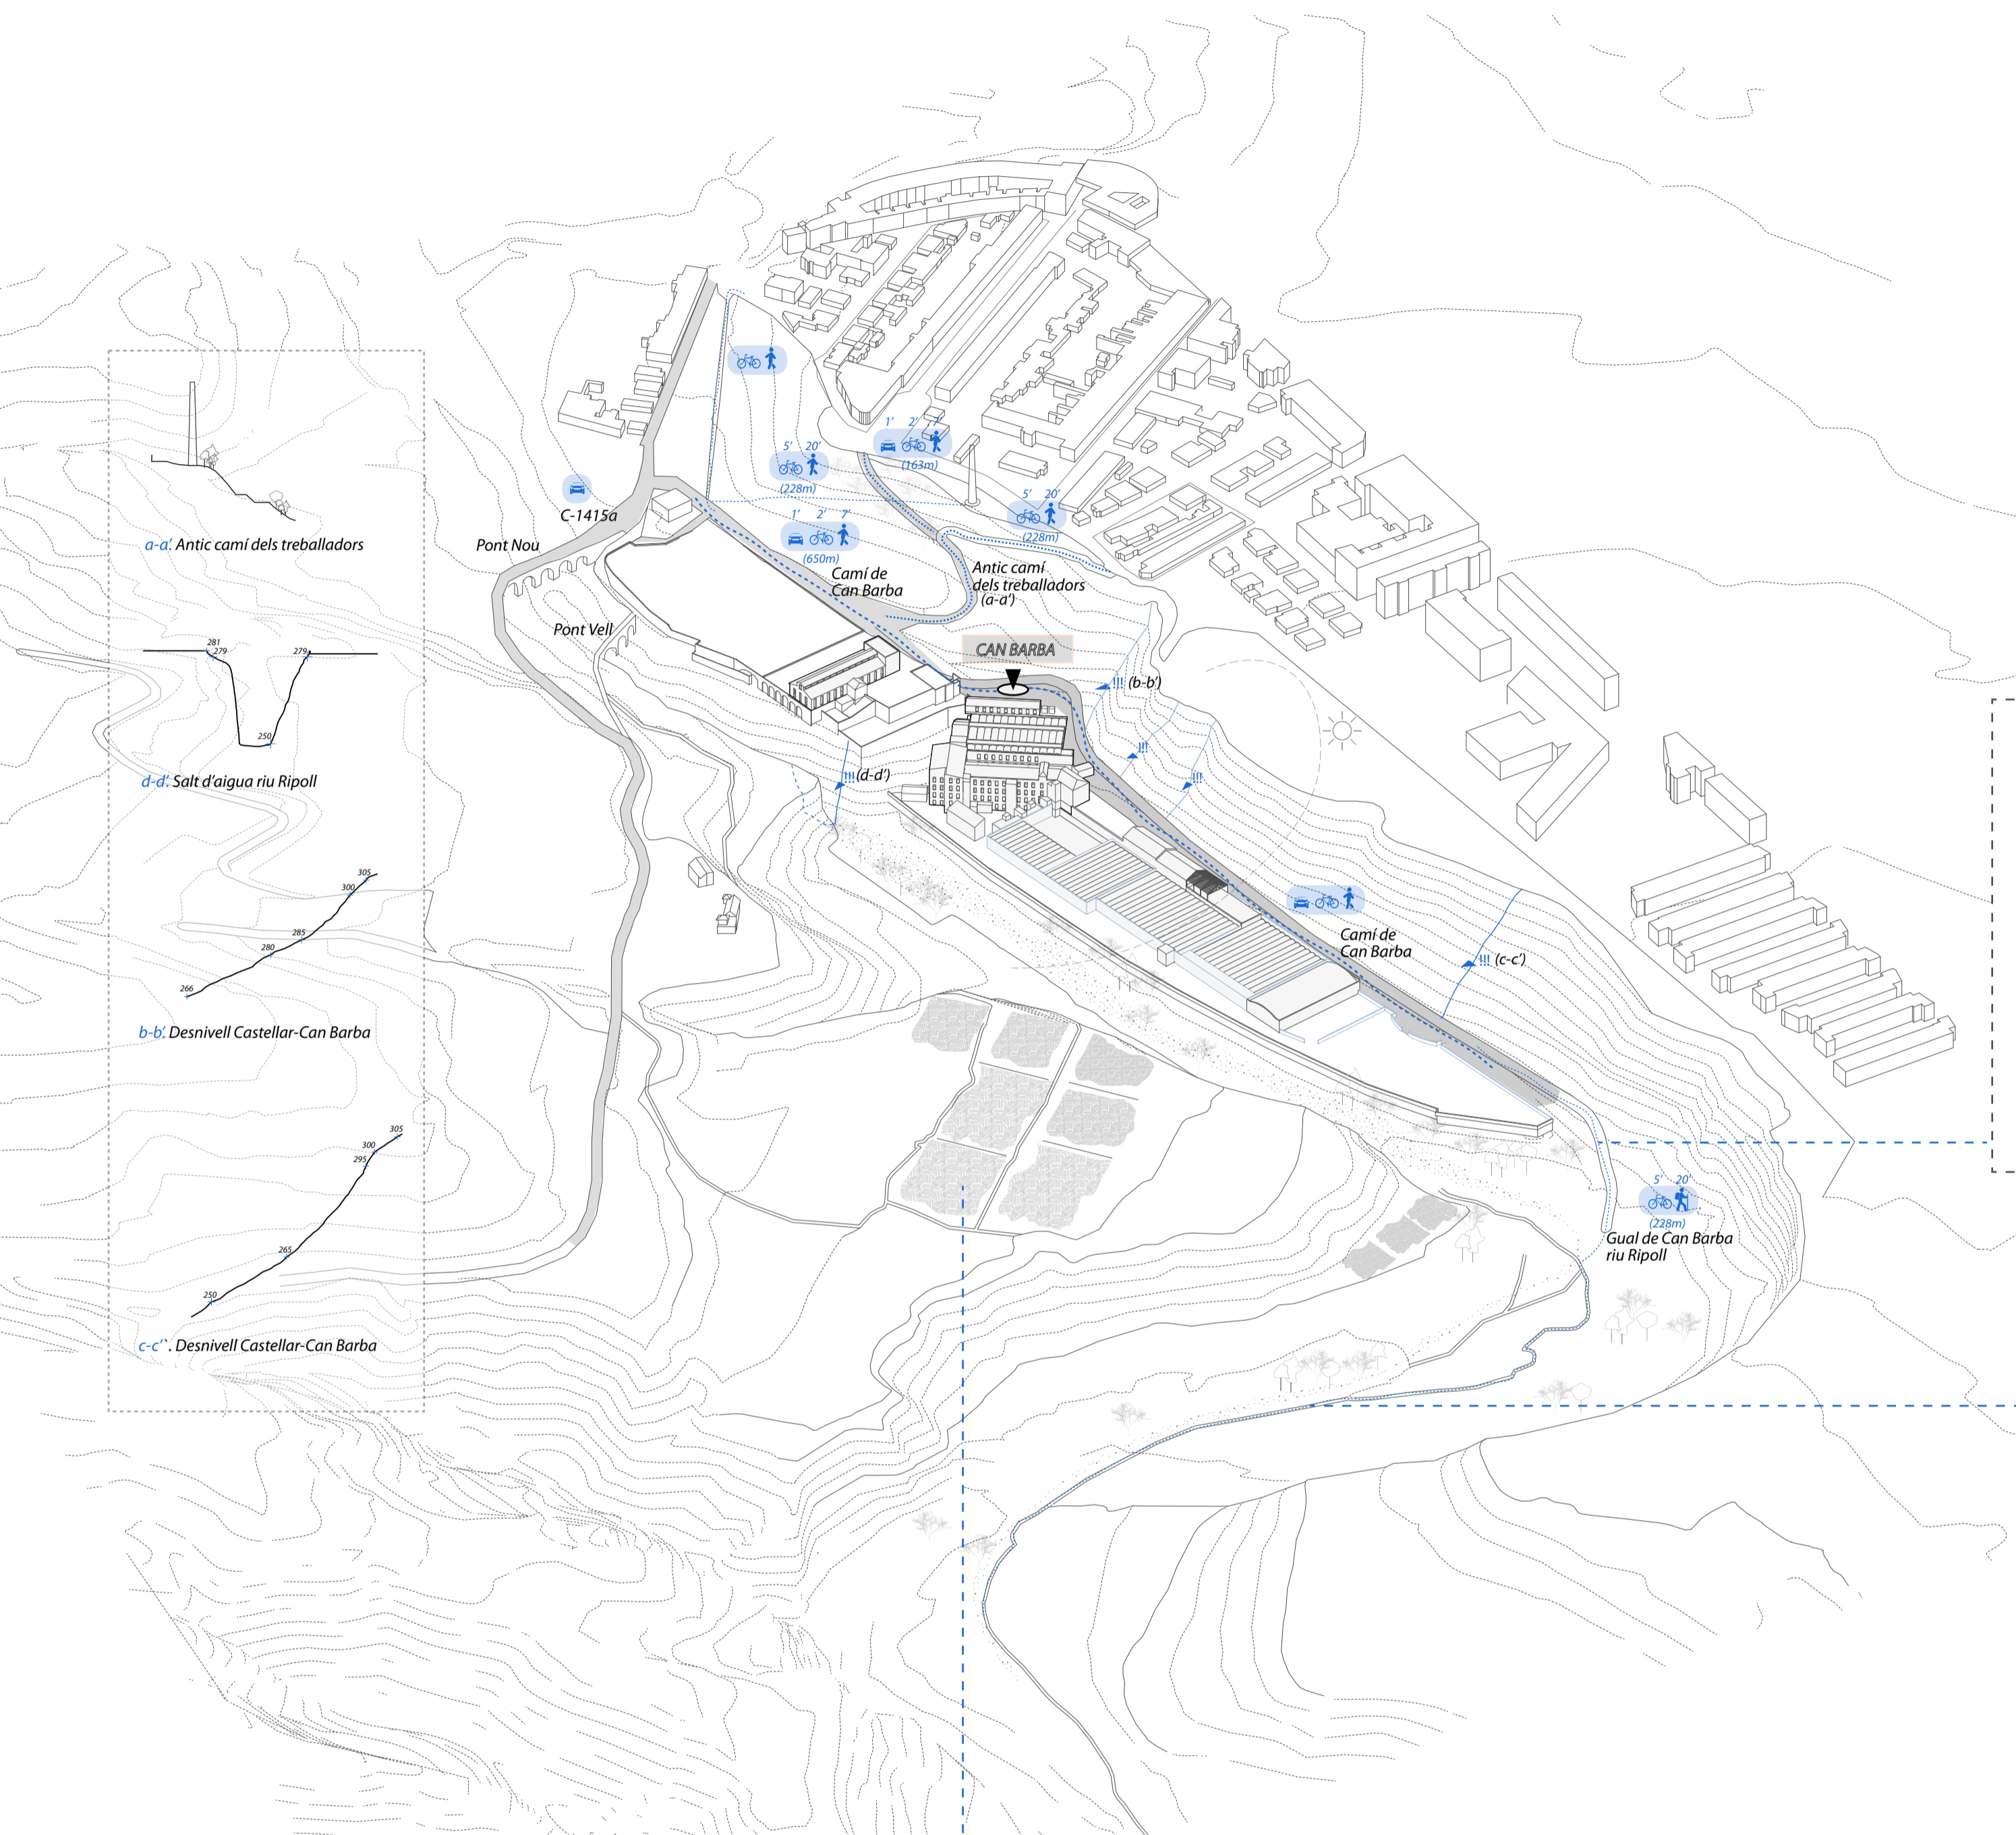 a-a'. Antic camí dels treballadors
281
279
279
250
d-d'. Salt d'aigua riu Ripoll
305
300
285
280
266
b-b'. Desnivell Castellar-Can Barba
305
300
295
265
250
c-c'`. Desnivell Castellar-Can Barba
C-1415a
Pont Nou
Pont Vell
5' 20'
(228m)
1' 2' 7'
(163m)
5' 20'
(228m)
1' 2' 7'
(650m)
Camí de
Can Barba
Antic camí
dels treballadors
(a-a')
CAN BARBA
!!! (b-b')
!!!
!!!
!!! (d-d')
Camí de
Can Barba
!!! (c-c')
5' 20'
(228m)
Gual de Can Barba
riu Ripoll